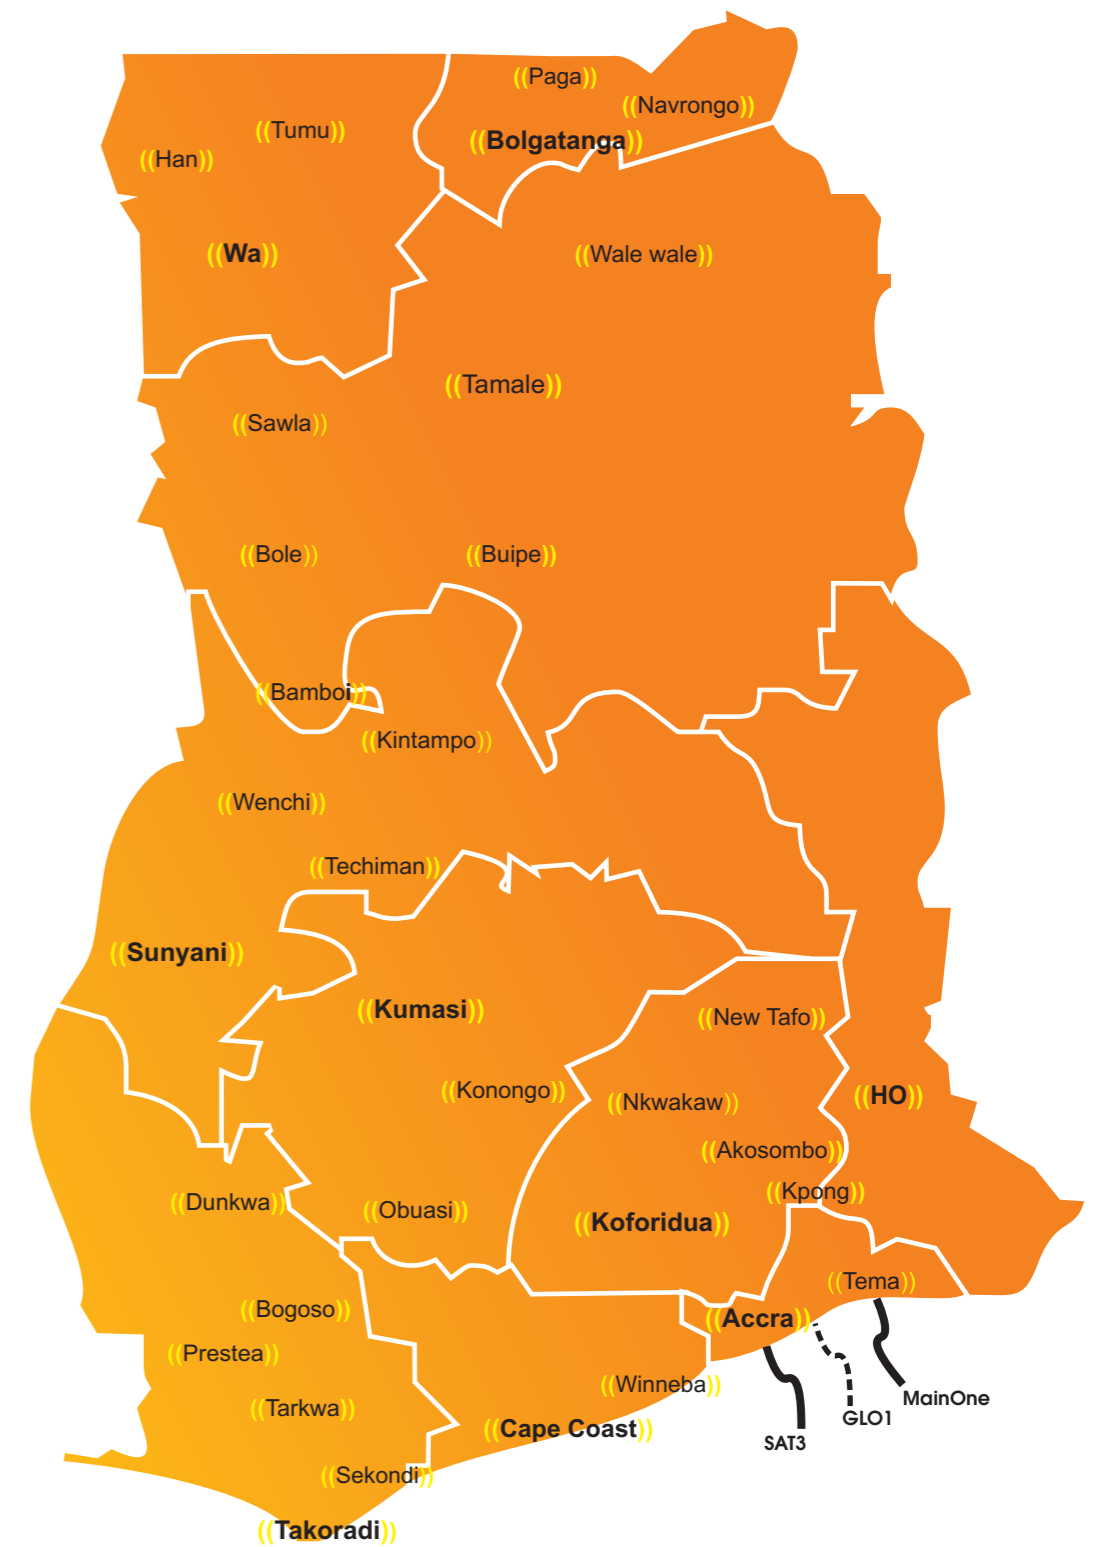 ((Paga))
((Navrongo))
((Tumu))
((Bolgatanga))
((Han))
((Wa))
((Wale wale))
((Tamale))
((Sawla))
((Bole))
((Buipe))
((Bamboi))
((Kintampo))
((Wenchi))
((Techiman))
((Sunyani))
((Kumasi))
((New Tafo))
((Konongo))
((Nkwakaw))
((HO))
((Akosombo))
((Kpong))
((Dunkwa))
((Obuasi))
((Koforidua))
((Tema))
((Bogoso))
((Accra))
((Prestea))
((Winneba))
MainOne
((Tarkwa))
GLO1
((Cape Coast))
SAT3
((Sekondi))
((Takoradi))